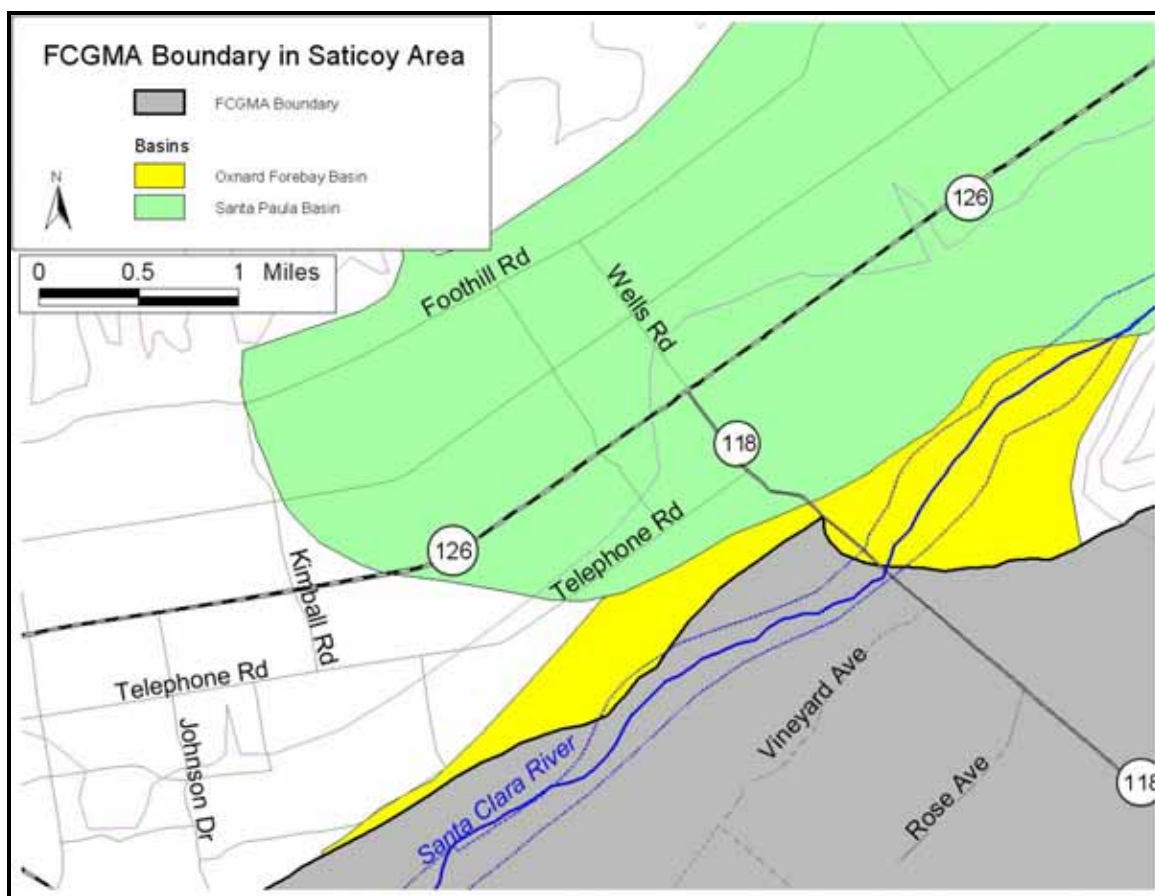 FCGMA Boundary in Saticoy Area
FCGMA Boundary
Basins
Oxnard Forebay Basin
Santa Paula Basin
N
0 0.5 1 Miles
126
Foothill Rd
Wells Rd
118
126
Telephone Rd
Kimball Rd
Telephone Rd
Johnson Dr
Santa Clara River
Vineyard Ave
Rose Ave
118